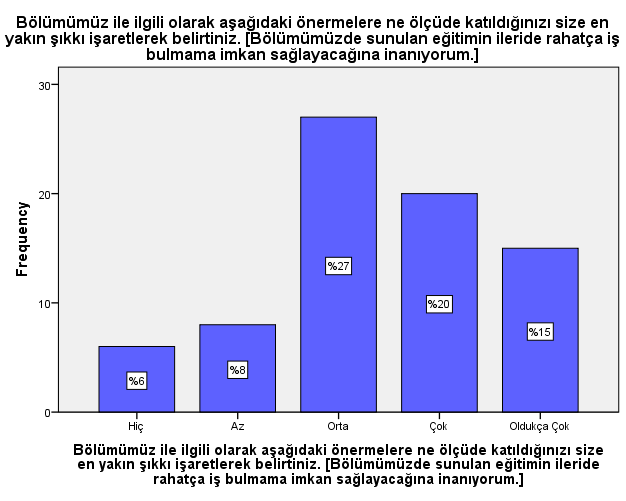 Bölümümüz ile ilgili olarak aşağıdaki önermelere ne ölçüde katıldığınızı size en
yakın şıkkı işaretlerek belirtiniz. [Bölümümüzde sunulan eğitimin ileride rahatça iş
bulmama imkan sağlayacağına inanıyorum.]
30
20
10
0
Frequency
%6
%8
%27
%20
%15
Hiç
Az
Orta
Çok
Oldukça Çok
Bölümümüz ile ilgili olarak aşağıdaki önermelere ne ölçüde katıldığınızı size
en yakın şıkkı işaretlerek belirtiniz. [Bölümümüzde sunulan eğitimin ileride
rahatça iş bulmama imkan sağlayacağına inanıyorum.]